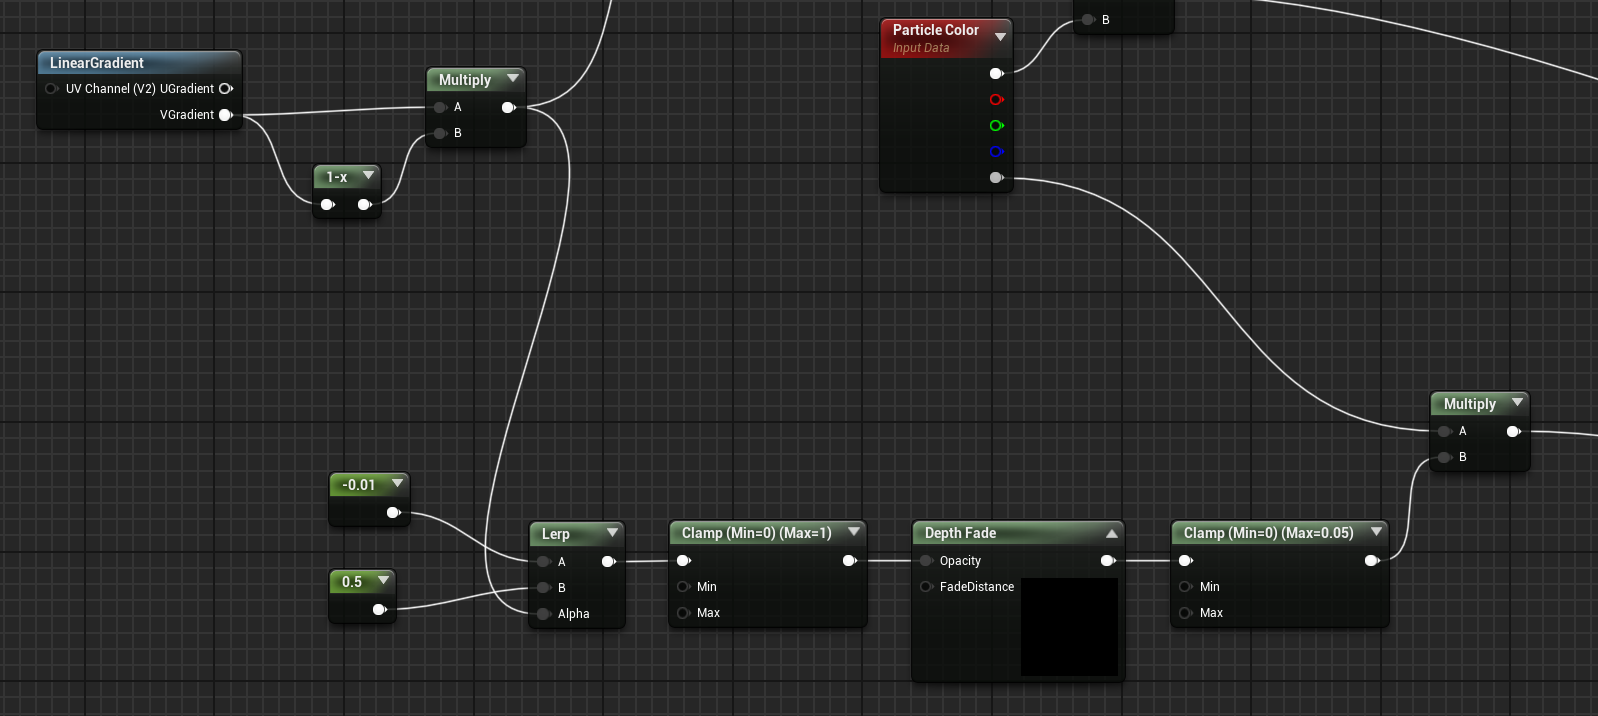 LinearGradient
UV Channel (V2) UGradient
VGradient
Multiply
A
B
1-x
Particle Color
Input Data
B
Multiply
A
B
-0.01
0.5
Lerp
A
B
Alpha
Clamp (Min=0) (Max=1)
Min
Max
Depth Fade
Opacity
FadeDistance
Clamp (Min=0) (Max=0.05)
Min
Max